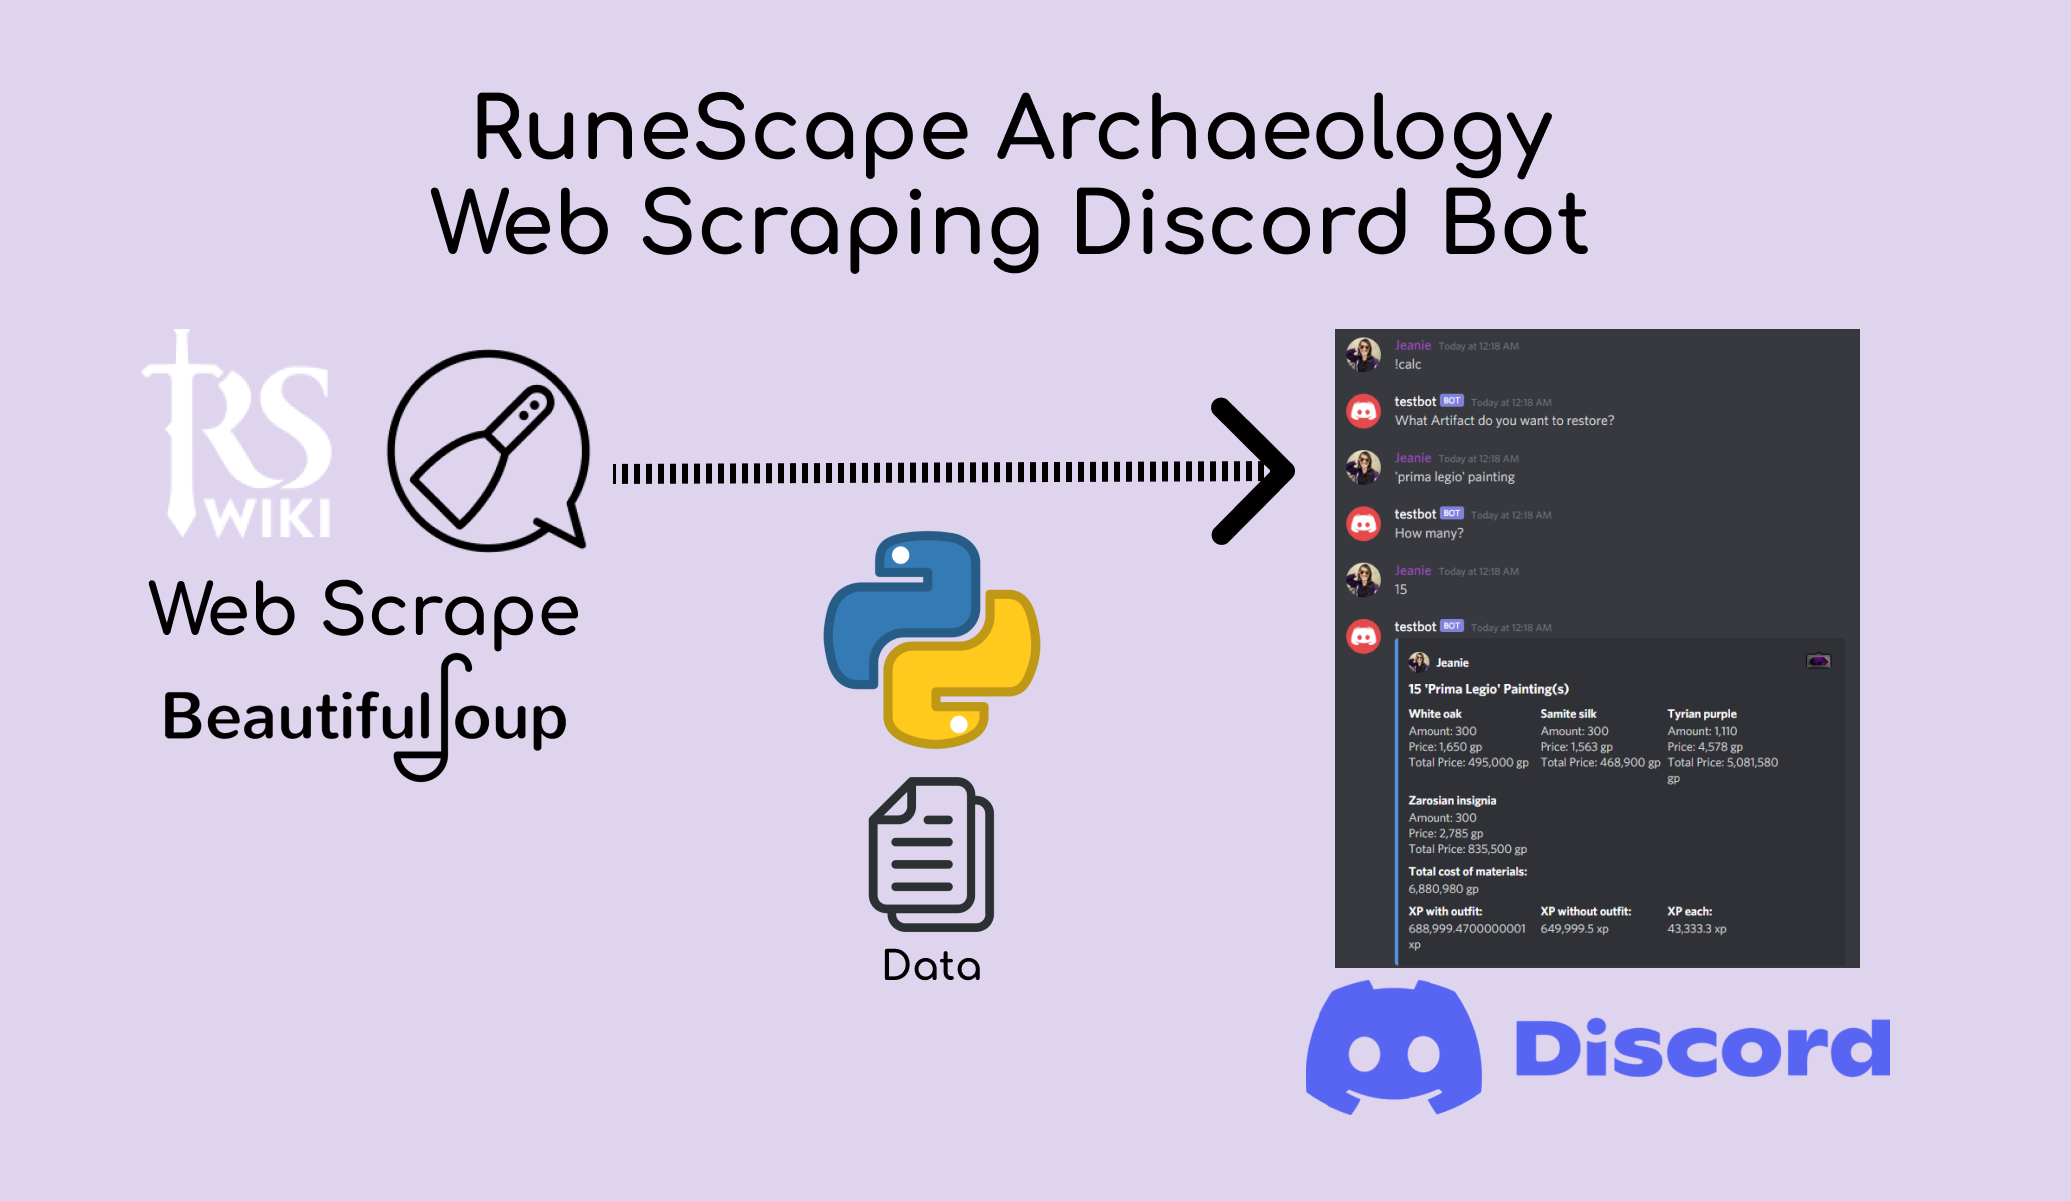 RuneScape Archaeology
Web Scraping Discord Bot
RS
WIKI
Web Scrape
BeautifulSoup
Data
Jeanie Today at 12:18 AM
!calc
testbot BOT Today at 12:18 AM
What Artifact do you want to restore?
Jeanie Today at 12:18 AM
'prima legio' painting
testbot BOT Today at 12:18 AM
How many?
Jeanie Today at 12:18 AM
15
testbot BOT Today at 12:18 AM
Jeanie
15 'Prima Legio' Painting(s)
White oak Samite silk Tyrian purple
Amount: 300 Amount: 300 Amount: 1,110
Price: 1,650 gp Price: 1,563 gp Price: 4,578 gp
Total Price: 495,000 gp Total Price: 468,900 gp Total Price: 5,081,580
gp
Zarosian insignia
Amount: 300
Price: 2,785 gp
Total Price: 835,500 gp
Total cost of materials:
6,880,980 gp
XP with outfit: XP without outfit: XP each:
688,999.4700000001 649,999.5 xp 43,333.3 xp
xp
Discord